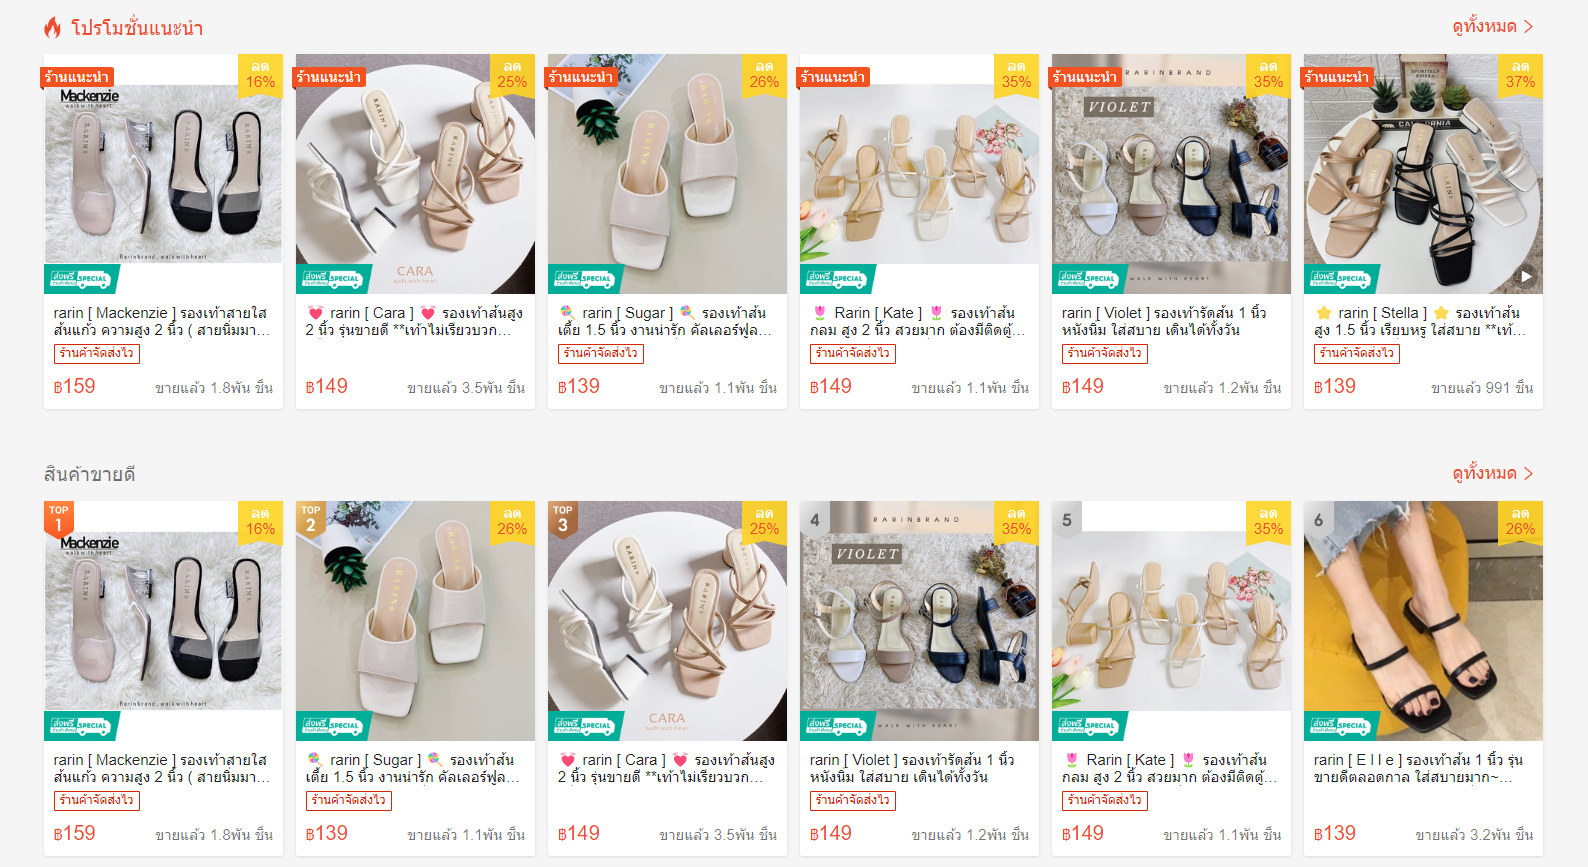 โปรโมชั่นแนะนำ
ดูทั้งหมด >
ร้านแนะนำ
ลด
16%
Mackenzie
walk with heart
RARIN
Rarinbrand, walk with heart
ส่งฟรี SPECIAL
rarin [ Mackenzie ] รองเท้าสายใส
ส้นแก้ว ความสูง 2 นิ้ว ( สายนิ่มมา...
ร้านค้าจัดส่งไว
฿159
ขายแล้ว 1.8พัน ชิ้น
ร้านแนะนำ
ลด
25%
RARIN
CARA
walk with heart
ส่งฟรี SPECIAL
💓 rarin [ Cara ] 💓 รองเท้าส้นสูง
2 นิ้ว รุ่นขายดี **เท้าไม่เรียวบวก...
฿149
ขายแล้ว 3.5พัน ชิ้น
ร้านแนะนำ
ลด
26%
RARIN
ส่งฟรี SPECIAL
🍭 rarin [ Sugar ] 🍭 รองเท้าส้น
เตี้ย 1.5 นิ้ว งานน่ารัก คัลเลอร์ฟูล...
ร้านค้าจัดส่งไว
฿139
ขายแล้ว 1.1พัน ชิ้น
ร้านแนะนำ
ลด
35%
ส่งฟรี SPECIAL
🌷 Rarin [ Kate ] 🌷 รองเท้าส้น
กลม สูง 2 นิ้ว สวยมาก ต้องมีติดตู้...
ร้านค้าจัดส่งไว
฿149
ขายแล้ว 1.1พัน ชิ้น
ร้านแนะนำ
ลด
35%
RARINBRAND
VIOLET
WALK WITH HEART
ส่งฟรี SPECIAL
rarin [ Violet ] รองเท้ารัดส้น 1 นิ้ว
หนังนิ่ม ใส่สบาย เดินได้ทั้งวัน
ร้านค้าจัดส่งไว
฿149
ขายแล้ว 1.2พัน ชิ้น
ร้านแนะนำ
ลด
37%
CALIFORNIA
RARIN
ส่งฟรี SPECIAL
⭐ rarin [ Stella ] ⭐ รองเท้าส้น
สูง 1.5 นิ้ว เรียบหรู ใส่สบาย **เท้...
ร้านค้าจัดส่งไว
฿139
ขายแล้ว 991 ชิ้น
สินค้าขายดี
ดูทั้งหมด >
TOP
1
ลด
16%
Mackenzie
walk with heart
RARIN
Rarinbrand, walk with heart
ส่งฟรี SPECIAL
rarin [ Mackenzie ] รองเท้าสายใส
ส้นแก้ว ความสูง 2 นิ้ว ( สายนิ่มมา...
ร้านค้าจัดส่งไว
฿159
ขายแล้ว 1.8พัน ชิ้น
TOP
2
ลด
26%
RARIN
ส่งฟรี SPECIAL
🍭 rarin [ Sugar ] 🍭 รองเท้าส้น
เตี้ย 1.5 นิ้ว งานน่ารัก คัลเลอร์ฟูล...
ร้านค้าจัดส่งไว
฿139
ขายแล้ว 1.1พัน ชิ้น
TOP
3
ลด
25%
RARIN
CARA
walk with heart
ส่งฟรี SPECIAL
💓 rarin [ Cara ] 💓 รองเท้าส้นสูง
2 นิ้ว รุ่นขายดี **เท้าไม่เรียวบวก...
฿149
ขายแล้ว 3.5พัน ชิ้น
4
ลด
35%
RARINBRAND
VIOLET
WALK WITH HEART
ส่งฟรี SPECIAL
rarin [ Violet ] รองเท้ารัดส้น 1 นิ้ว
หนังนิ่ม ใส่สบาย เดินได้ทั้งวัน
ร้านค้าจัดส่งไว
฿149
ขายแล้ว 1.2พัน ชิ้น
5
ลด
35%
ส่งฟรี SPECIAL
🌷 Rarin [ Kate ] 🌷 รองเท้าส้น
กลม สูง 2 นิ้ว สวยมาก ต้องมีติดตู้...
ร้านค้าจัดส่งไว
฿149
ขายแล้ว 1.1พัน ชิ้น
6
ลด
26%
ส่งฟรี SPECIAL
rarin [ E l l e ] รองเท้าส้น 1 นิ้ว รุ่น
ขายดีตลอดกาล ใส่สบายมาก~...
฿139
ขายแล้ว 3.2พัน ชิ้น